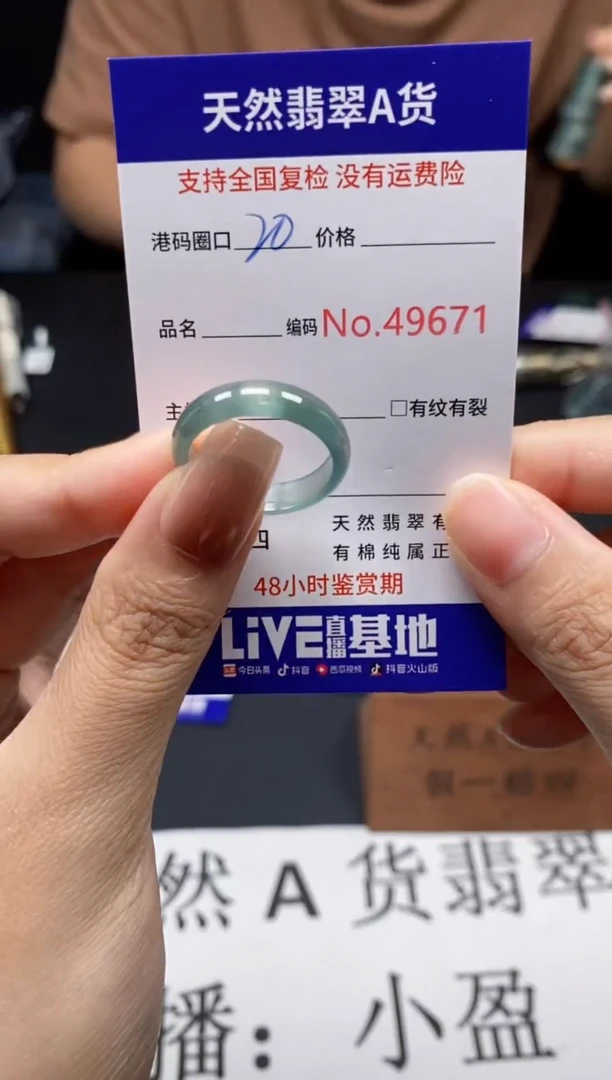 天然翡翠A货
支持全国复检 没有运费险
港码圈口 20 价格
品名 编码 No.49671
主 □有纹有裂
四 天然翡翠有
有棉纯属正
48小时鉴赏期
LiVE直播基地
今日头条 抖音 西瓜视频 抖音火山版
然A货翡翠
播：小盈